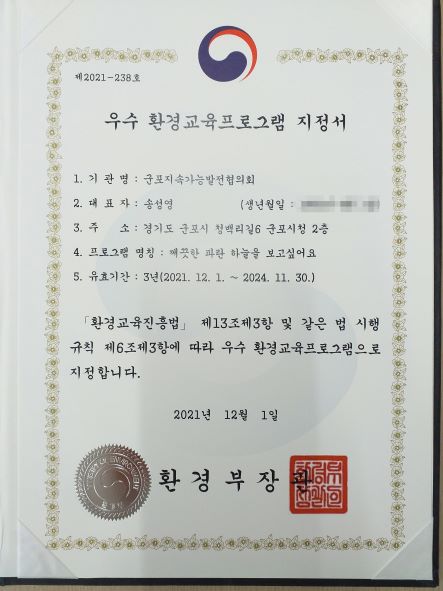 제2021-238호
우수 환경교육프로그램 지정서
1. 기 관 명 : 군포지속가능발전협의회
2. 대 표 자 : 송성영 (생년월일 :
3. 주 소 : 경기도 군포시 청백리길6 군포시청 2층
4. 프로그램 명칭 : 깨끗한 파란 하늘을 보고싶어요
5. 유효기간 : 3년(2021. 12. 1. ~ 2024. 11. 30.)
「환경교육진흥법」 제13조제3항 및 같은 법 시행
규칙 제6조제3항에 따라 우수 환경교육프로그램으로
지정합니다.
2021년 12월 1일
환경부장관